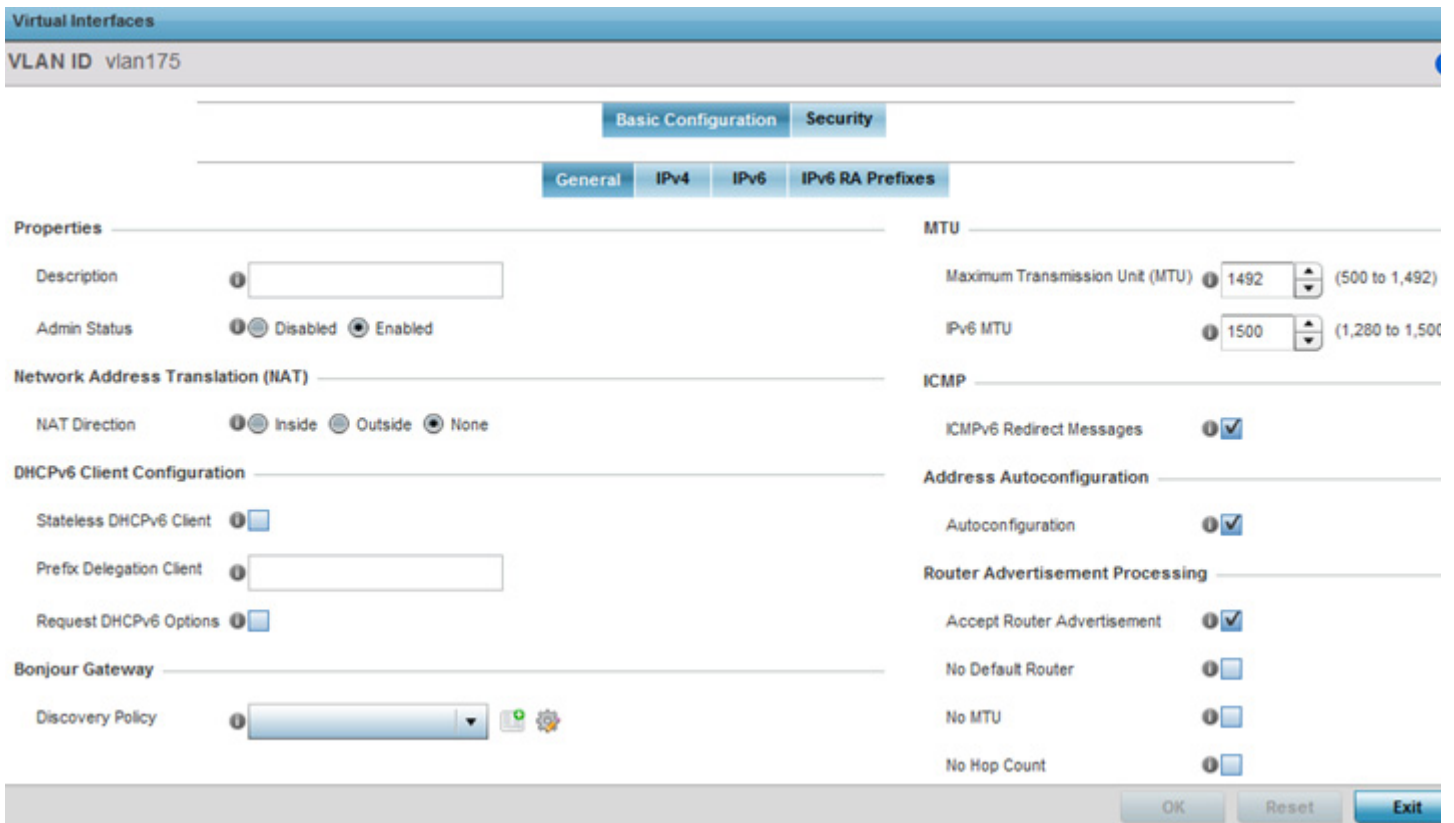 Virtual Interfaces
VLAN ID vlan175
Basic Configuration Security
General IPv4 IPv6 IPv6 RA Prefixes
Properties
Description
Admin Status Disabled Enabled
Network Address Translation (NAT)
NAT Direction Inside Outside None
DHCPv6 Client Configuration
Stateless DHCPv6 Client
Prefix Delegation Client
Request DHCPv6 Options
Bonjour Gateway
Discovery Policy
MTU
Maximum Transmission Unit (MTU) 1492 (500 to 1,492)
IPv6 MTU 1500 (1,280 to 1,500
ICMP
ICMPv6 Redirect Messages
Address Autoconfiguration
Autoconfiguration
Router Advertisement Processing
Accept Router Advertisement
No Default Router
No MTU
No Hop Count
OK Reset Exit